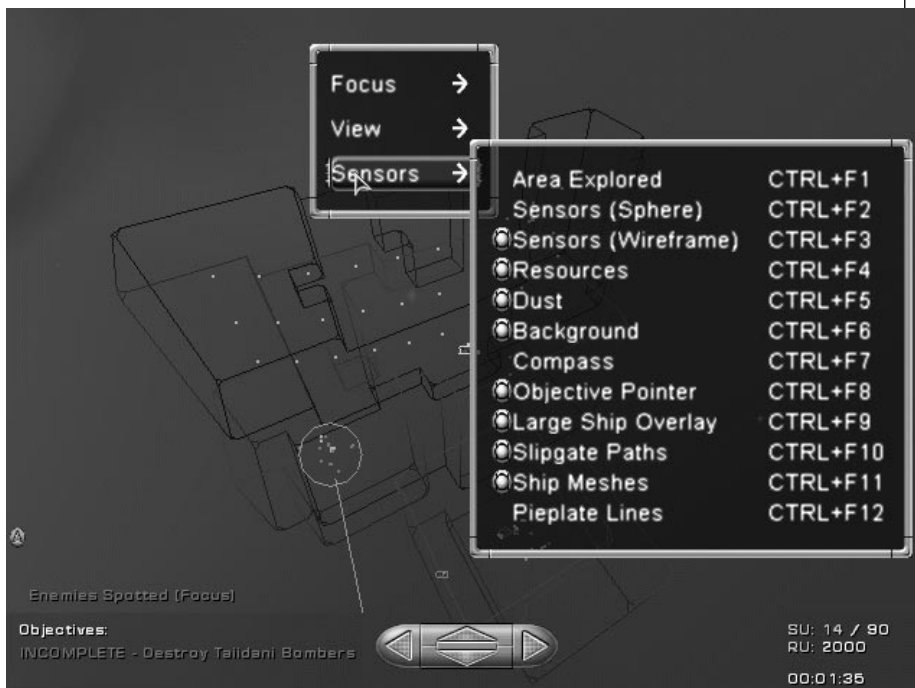 Focus
View
Sensors
Area Explored CTRL+F1
Sensors (Sphere) CTRL+F2
Sensors (Wireframe) CTRL+F3
Resources CTRL+F4
Dust CTRL+F5
Background CTRL+F6
Compass CTRL+F7
Objective Pointer CTRL+F8
Large Ship Overlay CTRL+F9
Slipgate Paths CTRL+F10
Ship Meshes CTRL+F11
Pieplate Lines CTRL+F12
Enemies Spotted (Focus)
Objectives:
INCOMPLETE - Destroy Taiidani Bombers
SU: 14 / 90
RU: 2000
00:01:35